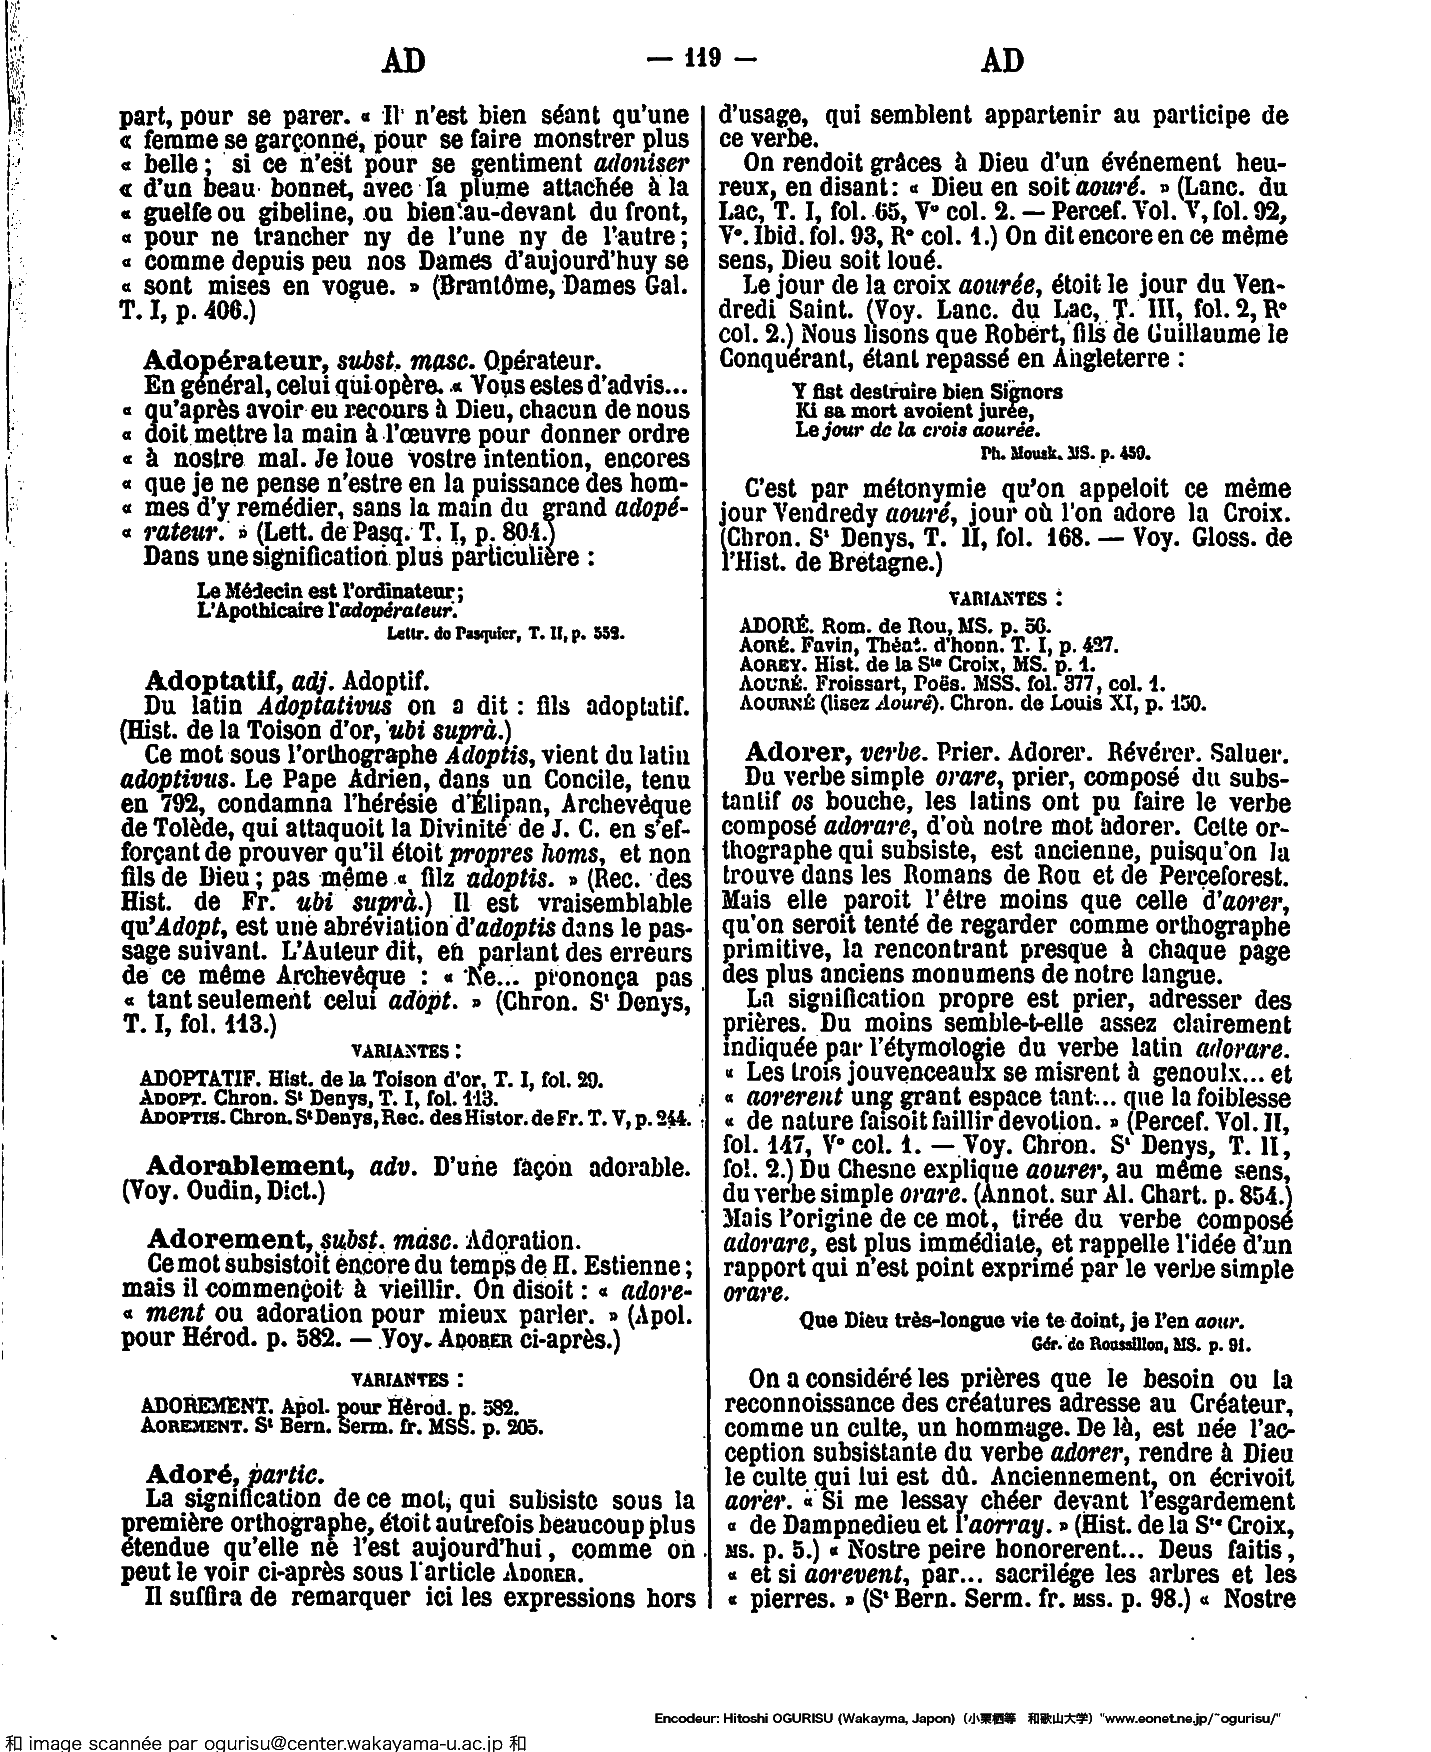 AD — 119 — AD
part, pour se parer. « Il n'est bien séant qu'une
« femme se garçonne, pour se faire monstrer plus
« belle ; si ce n'est pour se gentiment adoniser
« d'un beau bonnet, avec la plume attachée à la
« guelfe ou gibeline, ou bien au-devant du front,
« pour ne trancher ny de l'une ny de l'autre ;
« comme depuis peu nos Dames d'aujourd'huy se
« sont mises en vogue. » (Brantôme, Dames Gal.
T. I, p. 406.)
Adopérateur, subst. masc. Opérateur.
En général, celui qui opère. « Vous estes d'advis...
« qu'après avoir eu recours à Dieu, chacun de nous
« doit mettre la main à l'œuvre pour donner ordre
« à nostre mal. Je loue vostre intention, encores
« que je ne pense n'estre en la puissance des hom-
« mes d'y remédier, sans la main du grand adopé-
« rateur. » (Lett. de Pasq. T. I, p. 801.)
Dans une signification plus particulière :
Le Médecin est l'ordinateur ;
L'Apothicaire l'adopérateur.
Lettr. de Pasquier, T. II, p. 552.
Adoptatif, adj. Adoptif.
Du latin Adoptativus on a dit : fils adoptatif.
(Hist. de la Toison d'or, ubi suprà.)
Ce mot sous l'orthographe Adoptis, vient du latin
adoptivus. Le Pape Adrien, dans un Concile, tenu
en 792, condamna l'hérésie d'Élipan, Archevêque
de Tolède, qui attaquoit la Divinité de J. C. en s'ef-
forçant de prouver qu'il étoit propres homs, et non
fils de Dieu ; pas même « filz adoptis. » (Rec. des
Hist. de Fr. ubi suprà.) Il est vraisemblable
qu'Adopt, est une abréviation d'adoptis dans le pas-
sage suivant. L'Auteur dit, en parlant des erreurs
de ce même Archevêque : « Ne... prononça pas
« tant seulement celui adopt. » (Chron. St Denys,
T. I, fol. 113.)
VARIANTES :
ADOPTATIF. Hist. de la Toison d'or, T. I, fol. 29.
ADOPT. Chron. St Denys, T. I, fol. 113.
ADOPTIS. Chron. St Denys, Rec. des Histor. de Fr. T. V, p. 244.
Adorablement, adv. D'une façon adorable.
(Voy. Oudin, Dict.)
Adorement, subst. masc. Adoration.
Ce mot subsistoit encore du temps de H. Estienne ;
mais il commençoit à vieillir. On disoit : « adore-
« ment ou adoration pour mieux parler. » (Apol.
pour Hérod. p. 582. — Voy. ADORER ci-après.)
VARIANTES :
ADOREMENT. Apol. pour Hérod. p. 582.
AOREMENT. St Bern. Serm. fr. MSS. p. 205.
Adoré, partic.
La signification de ce mot, qui subsiste sous la
première orthographe, étoit autrefois beaucoup plus
étendue qu'elle ne l'est aujourd'hui, comme on
peut le voir ci-après sous l'article ADORER.
Il suffira de remarquer ici les expressions hors
d'usage, qui semblent appartenir au participe de
ce verbe.
On rendoit grâces à Dieu d'un événement heu-
reux, en disant : « Dieu en soit aouré. » (Lanc. du
Lac, T. I, fol. 65, V° col. 2. — Percef. Vol. V, fol. 92,
V°. Ibid. fol. 93, R° col. 1.) On dit encore en ce même
sens, Dieu soit loué.
Le jour de la croix aourée, étoit le jour du Ven-
dredi Saint. (Voy. Lanc. du Lac, T. III, fol. 2, R°
col. 2.) Nous lisons que Robert, fils de Guillaume le
Conquérant, étant repassé en Angleterre :
Y fist destruire bien Signors
Ki sa mort avoient jurée,
Le jour de la crois aourée.
Ph. Mousk. MS. p. 459.
C'est par métonymie qu'on appeloit ce même
jour Vendredy aouré, jour où l'on adore la Croix.
(Chron. St Denys, T. II, fol. 168. — Voy. Gloss. de
l'Hist. de Bretagne.)
VARIANTES :
ADORÉ. Rom. de Rou, MS. p. 56.
AORÉ. Favin, Théat. d'honn. T. I, p. 427.
AOREY. Hist. de la Ste Croix, MS. p. 1.
AOURÉ. Froissart, Poës. MSS. fol. 377, col. 1.
AOURNÉ (lisez Aouré). Chron. de Louis XI, p. 150.
Adorer, verbe. Prier. Adorer. Révérer. Saluer.
Du verbe simple orare, prier, composé du subs-
tantif os bouche, les latins ont pu faire le verbe
composé adorare, d'où notre mot adorer. Cette or-
thographe qui subsiste, est ancienne, puisqu'on la
trouve dans les Romans de Rou et de Perceforest.
Mais elle paroit l'être moins que celle d'aorer,
qu'on seroit tenté de regarder comme orthographe
primitive, la rencontrant presque à chaque page
des plus anciens monumens de notre langue.
La signification propre est prier, adresser des
prières. Du moins semble-t-elle assez clairement
indiquée par l'étymologie du verbe latin adorare.
« Les trois jouvenceaulx se misrent à genoulx... et
« aorerent ung grant espace tant... que la foiblesse
« de nature faisoit faillir devotion. » (Percef. Vol. II,
fol. 147, V° col. 1. — Voy. Chron. St Denys, T. II,
fol. 2.) Du Chesne explique aourer, au même sens,
du verbe simple orare. (Annot. sur Al. Chart. p. 854.)
Mais l'origine de ce mot, tirée du verbe composé
adorare, est plus immédiate, et rappelle l'idée d'un
rapport qui n'est point exprimé par le verbe simple
orare.
Que Dieu très-longue vie te doint, je l'en aour.
Gér. de Roussillon, MS. p. 91.
On a considéré les prières que le besoin ou la
reconnoissance des créatures adresse au Créateur,
comme un culte, un hommage. De là, est née l'ac-
ception subsistante du verbe adorer, rendre à Dieu
le culte qui lui est dû. Anciennement, on écrivoit
aorer. « Si me lessay chéer devant l'esgardement
« de Dampnedieu et l'aorray. » (Hist. de la Ste Croix,
MS. p. 5.) « Nostre peire honorerent... Deus faitis,
« et si aorevent, par... sacrilége les arbres et les
« pierres. » (St Bern. Serm. fr. MSS. p. 98.) « Nostre
Encodeur: Hitoshi OGURISU (Wakayma, Japon) (小栗栖等 和歌山大学) "www.eonet.ne.jp/~ogurisu/"
和 image scannée par ogurisu@center.wakayama-u.ac.jp 和